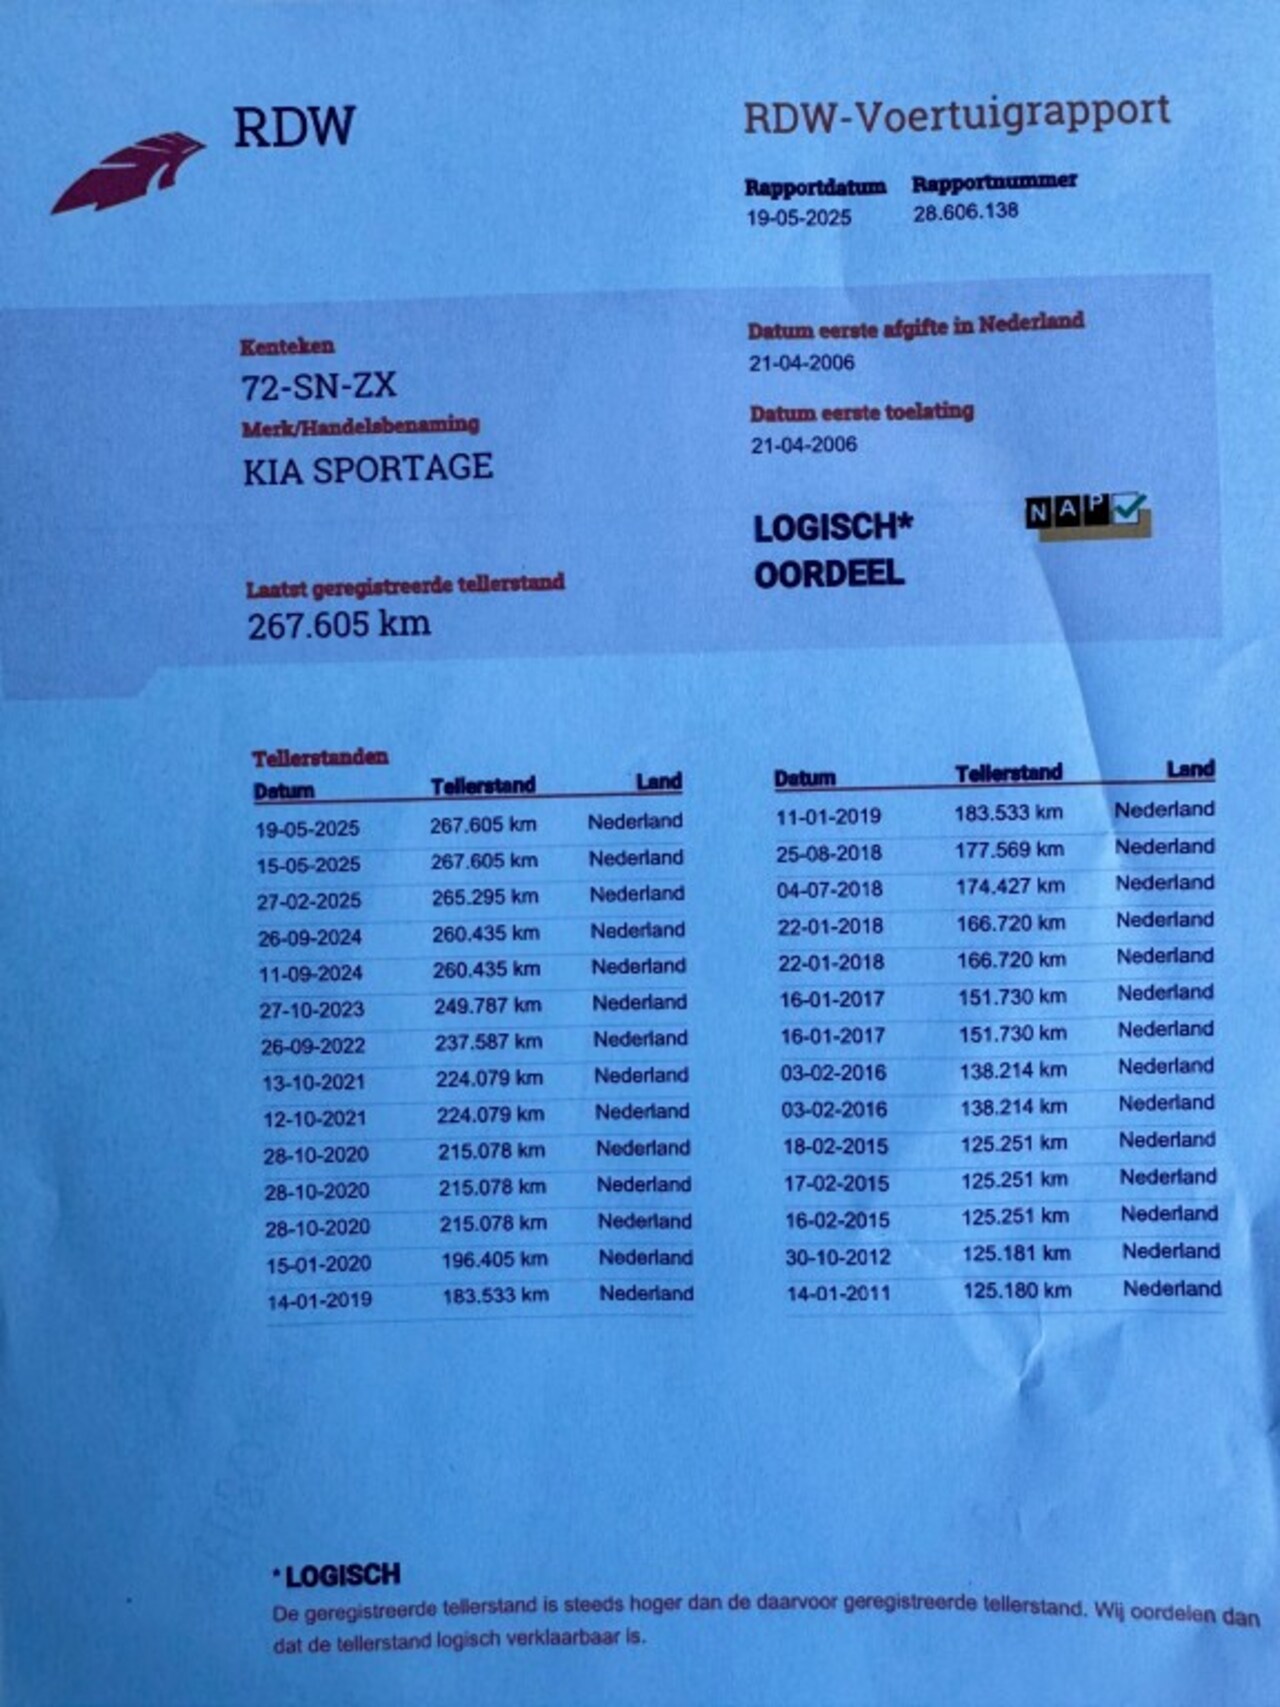 RDW
RDW-Voertuigrapport
Rapportdatum Rapportnummer
19-05-2025 28.606.138
Kenteken
72-SN-ZX
Merk/Handelsbenaming
KIA SPORTAGE
Laatst geregistreerde tellerstand
267.605 km
Datum eerste afgifte in Nederland
21-04-2006
Datum eerste toelating
21-04-2006
LOGISCH*
OORDEEL
NAP
Tellerstanden
Datum Tellerstand Land
19-05-2025 267.605 km Nederland
15-05-2025 267.605 km Nederland
27-02-2025 265.295 km Nederland
26-09-2024 260.435 km Nederland
11-09-2024 260.435 km Nederland
27-10-2023 249.787 km Nederland
26-09-2022 237.587 km Nederland
13-10-2021 224.079 km Nederland
12-10-2021 224.079 km Nederland
28-10-2020 215.078 km Nederland
28-10-2020 215.078 km Nederland
28-10-2020 215.078 km Nederland
15-01-2020 196.405 km Nederland
14-01-2019 183.533 km Nederland
Datum Tellerstand Land
11-01-2019 183.533 km Nederland
25-08-2018 177.569 km Nederland
04-07-2018 174.427 km Nederland
22-01-2018 166.720 km Nederland
22-01-2018 166.720 km Nederland
16-01-2017 151.730 km Nederland
16-01-2017 151.730 km Nederland
03-02-2016 138.214 km Nederland
03-02-2016 138.214 km Nederland
18-02-2015 125.251 km Nederland
17-02-2015 125.251 km Nederland
16-02-2015 125.251 km Nederland
30-10-2012 125.181 km Nederland
14-01-2011 125.180 km Nederland
* LOGISCH
De geregistreerde tellerstand is steeds hoger dan de daarvoor geregistreerde tellerstand. Wij oordelen dan
dat de tellerstand logisch verklaarbaar is.